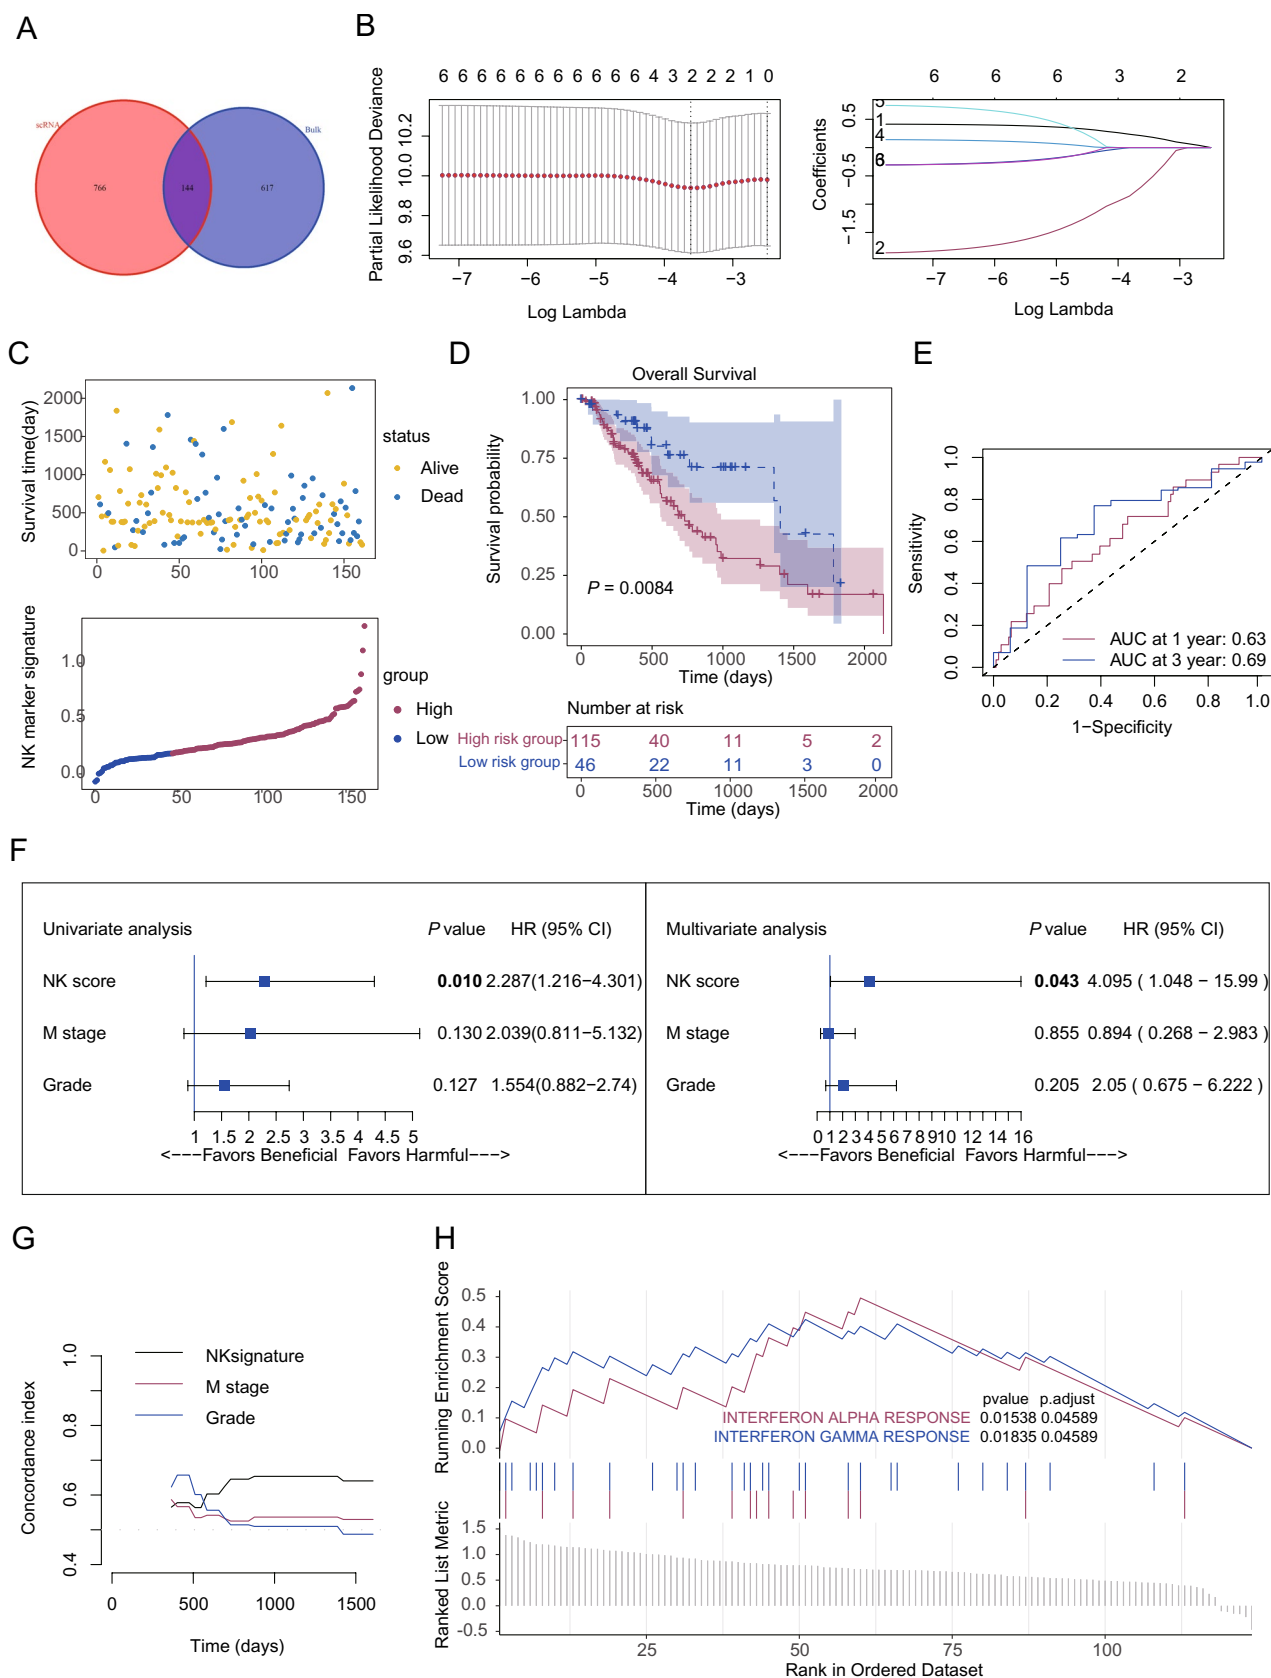 A
scRNA
Bulk
766
144
617
B
6 6 6 6 6 6 6 6 6 6 6 4 3 2 2 2 1 0
Partial Likelihood Deviance
10.2
10.0
9.8
9.6
−7 −6 −5 −4 −3
Log Lambda
6 6 6 3 2
Coefficients
0.5
−0.5
−1.5
3
1
4
6
2
−7 −6 −5 −4 −3
Log Lambda
C
Survival time(day)
2000
1500
1000
500
0
0 50 100 150
status
Alive
Dead
NK marker signature
1.0
0.5
0.0
0 50 100 150
group
High
Low
D
Overall Survival
Survival probability
1.00
0.75
0.50
0.25
0.00
P = 0.0084
0 500 1000 1500 2000
Time (days)
Number at risk
High risk group 115 40 11 5 2
Low risk group 46 22 11 3 0
0 500 1000 1500 2000
Time (days)
E
Sensitivity
1.0
0.8
0.6
0.4
0.2
0.0
AUC at 1 year: 0.63
AUC at 3 year: 0.69
0.0 0.2 0.4 0.6 0.8 1.0
1−Specificity
F
Univariate analysis P value HR (95% CI)
NK score 0.010 2.287(1.216−4.301)
M stage 0.130 2.039(0.811−5.132)
Grade 0.127 1.554(0.882−2.74)
1 1.5 2 2.5 3 3.5 4 4.5 5
<−−−Favors Beneficial Favors Harmful−−−>
Multivariate analysis P value HR (95% CI)
NK score 0.043 4.095 ( 1.048 − 15.99 )
M stage 0.855 0.894 ( 0.268 − 2.983 )
Grade 0.205 2.05 ( 0.675 − 6.222 )
0 1 2 3 4 5 6 7 8 9 10 12 14 16
<−−−Favors Beneficial Favors Harmful−−−>
G
Concordance index
1.0
0.8
0.6
0.4
NKsignature
M stage
Grade
0 500 1000 1500
Time (days)
H
Running Enrichment Score
0.5
0.4
0.3
0.2
0.1
0.0
pvalue p.adjust
INTERFERON ALPHA RESPONSE 0.01538 0.04589
INTERFERON GAMMA RESPONSE 0.01835 0.04589
Ranked List Metric
1.5
1.0
0.5
0.0
-0.5
25 50 75 100
Rank in Ordered Dataset